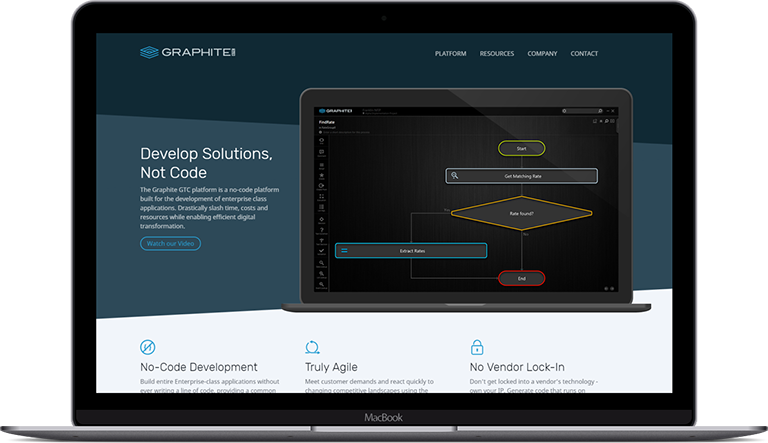 GRAPHITE GTC
PLATFORM RESOURCES COMPANY CONTACT
GRAPHITE
FindRate
Start
Get Matching Rate
Rate found?
Yes
No
Extract Rates
End
Develop Solutions,
Not Code
The Graphite GTC platform is a no-code platform
built for the development of enterprise class
applications. Drastically slash time, costs and
resources while enabling efficient digital
transformation.
Watch our Video
No-Code Development
Build entire Enterprise-class applications without
ever writing a line of code, providing a common
Truly Agile
Meet customer demands and react quickly to
changing competitive landscapes using the
No Vendor Lock-In
Don't get locked into a vendor's technology -
own your IP. Generate code that runs on
MacBook